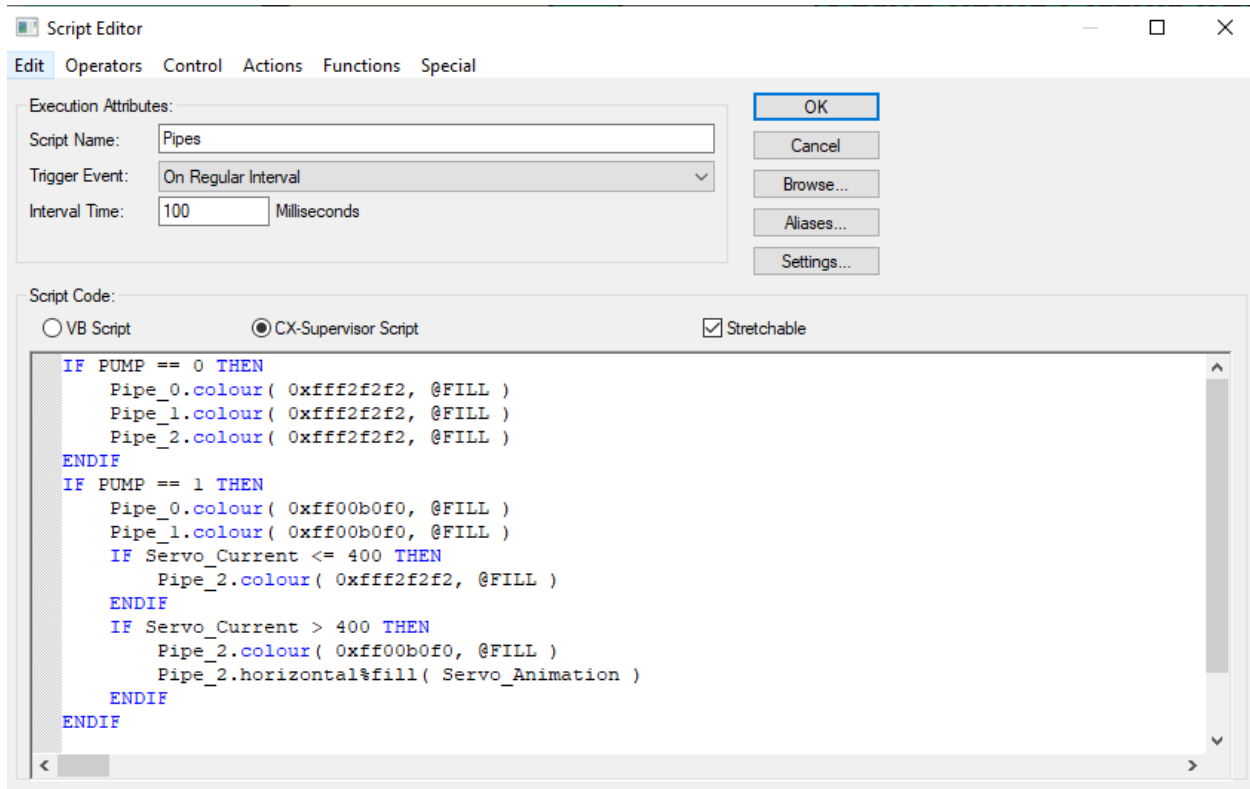 Script Editor
Edit Operators Control Actions Functions Special
Execution Attributes:
Script Name: Pipes
Trigger Event: On Regular Interval
Interval Time: 100 Milliseconds
OK
Cancel
Browse...
Aliases...
Settings...
Script Code:
VB Script CX-Supervisor Script Stretchable
IF PUMP == 0 THEN
    Pipe_0.colour( 0xfff2f2f2, @FILL )
    Pipe_1.colour( 0xfff2f2f2, @FILL )
    Pipe_2.colour( 0xfff2f2f2, @FILL )
ENDIF
IF PUMP == 1 THEN
    Pipe_0.colour( 0xff00b0f0, @FILL )
    Pipe_1.colour( 0xff00b0f0, @FILL )
    IF Servo_Current <= 400 THEN
        Pipe_2.colour( 0xfff2f2f2, @FILL )
    ENDIF
    IF Servo_Current > 400 THEN
        Pipe_2.colour( 0xff00b0f0, @FILL )
        Pipe_2.horizontal%fill( Servo_Animation )
    ENDIF
ENDIF